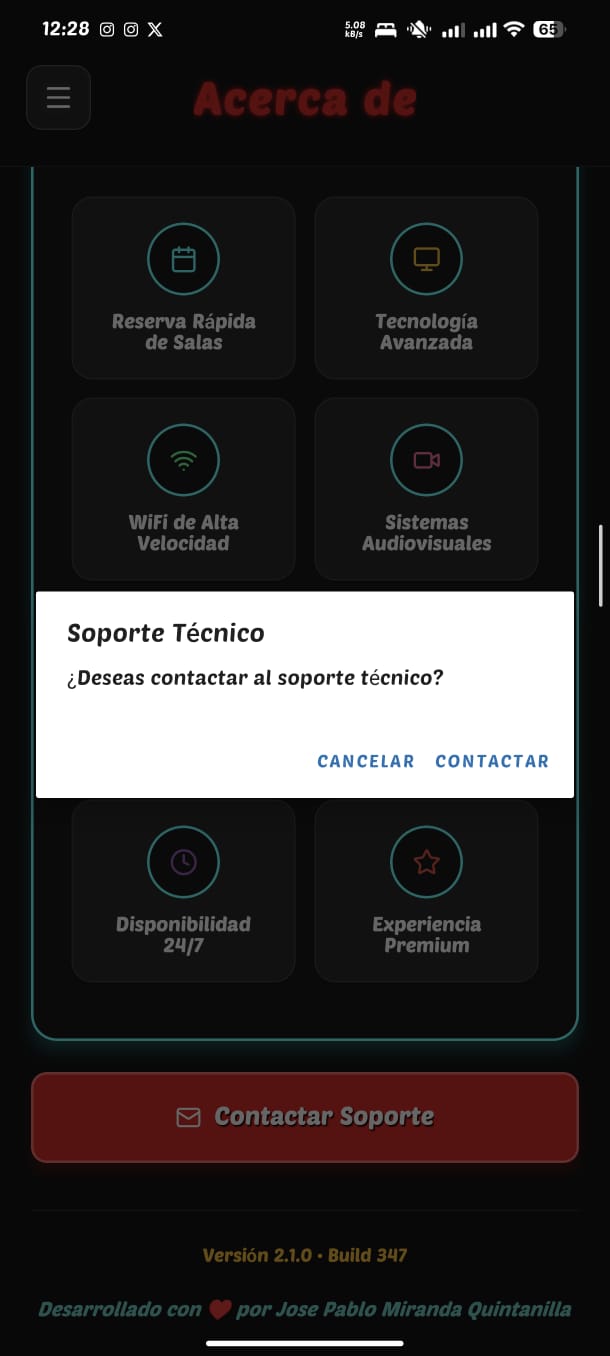 12:28
5.08
kB/s
65
Acerca de
Reserva Rápida
de Salas
Tecnología
Avanzada
WiFi de Alta
Velocidad
Sistemas
Audiovisuales
Soporte Técnico
¿Deseas contactar al soporte técnico?
CANCELAR CONTACTAR
Disponibilidad
24/7
Experiencia
Premium
Contactar Soporte
Versión 2.1.0 • Build 347
Desarrollado con ❤️ por Jose Pablo Miranda Quintanilla